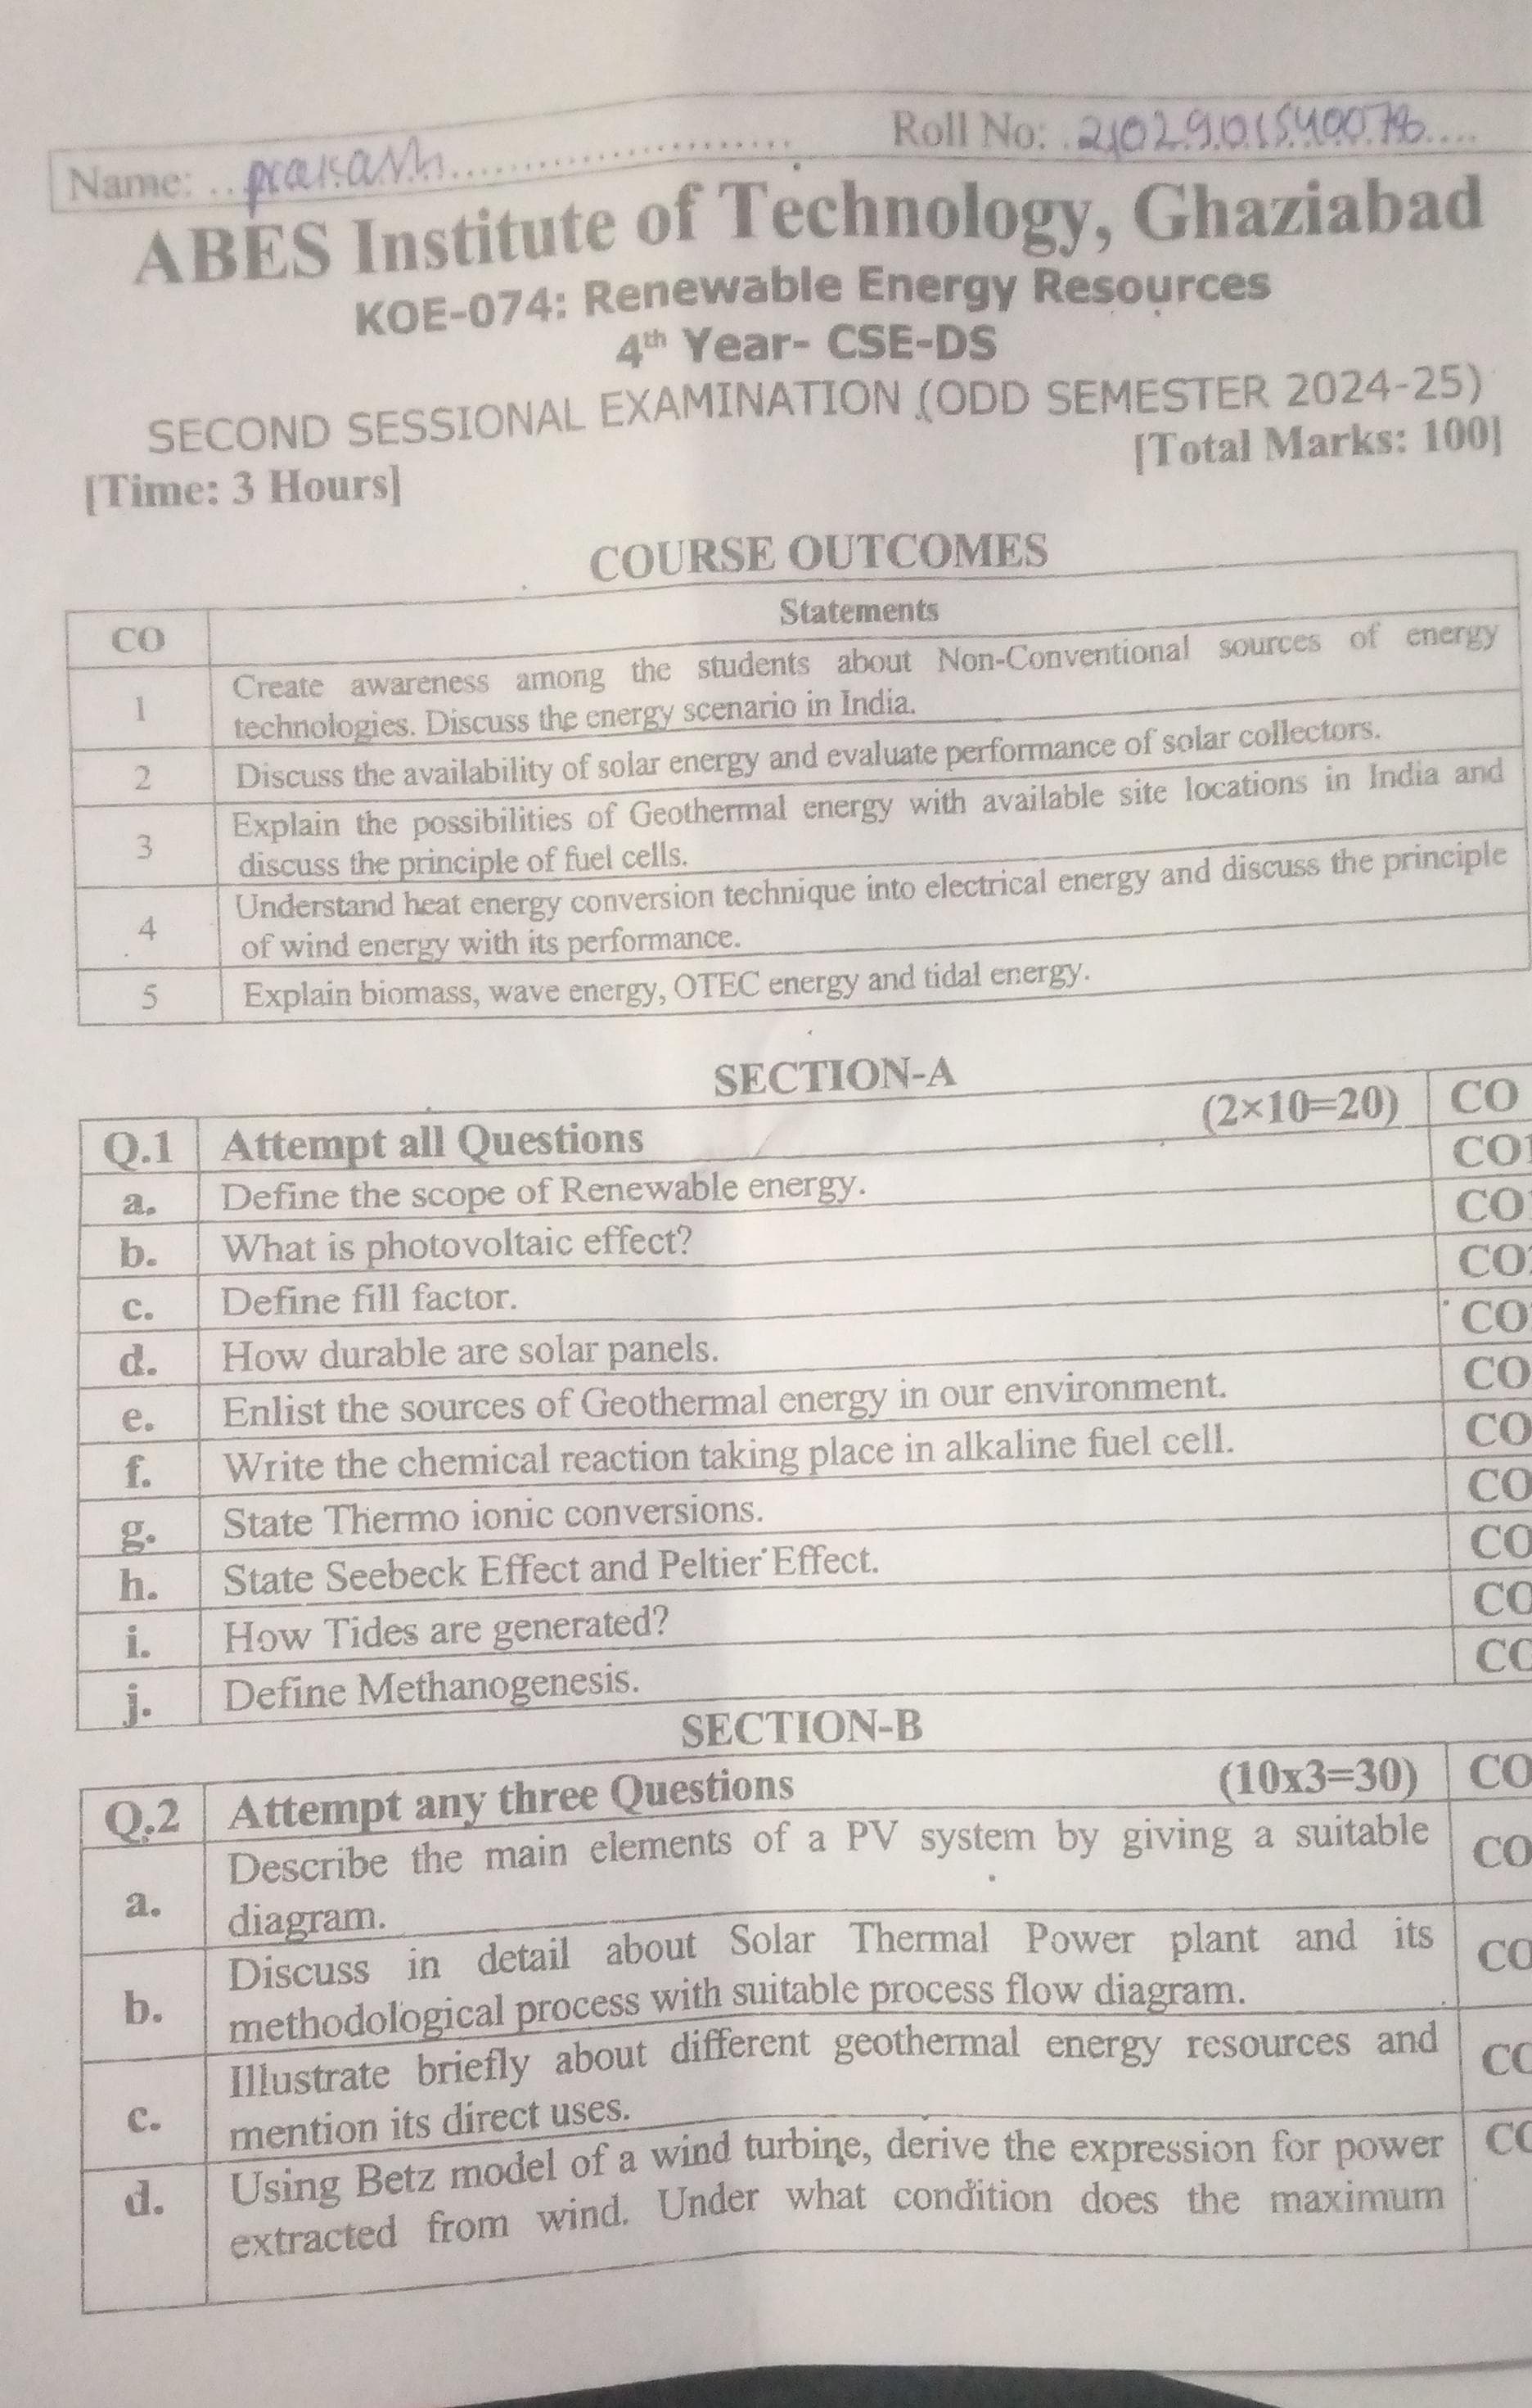 Name: ..prakash............................ Roll No: .2102901540078....
ABES Institute of Technology, Ghaziabad
KOE-074: Renewable Energy Resources
4th Year- CSE-DS
SECOND SESSIONAL EXAMINATION (ODD SEMESTER 2024-25)
[Time: 3 Hours] [Total Marks: 100]
COURSE OUTCOMES
CO Statements
1 Create awareness among the students about Non-Conventional sources of energy
technologies. Discuss the energy scenario in India.
2 Discuss the availability of solar energy and evaluate performance of solar collectors.
3 Explain the possibilities of Geothermal energy with available site locations in India and
discuss the principle of fuel cells.
4 Understand heat energy conversion technique into electrical energy and discuss the principle
of wind energy with its performance.
5 Explain biomass, wave energy, OTEC energy and tidal energy.
SECTION-A
Q.1 Attempt all Questions (2×10=20) CO
a. Define the scope of Renewable energy. CO1
b. What is photovoltaic effect? CO
c. Define fill factor. CO
d. How durable are solar panels. CO
e. Enlist the sources of Geothermal energy in our environment. CO
f. Write the chemical reaction taking place in alkaline fuel cell. CO
g. State Thermo ionic conversions. CO
h. State Seebeck Effect and Peltier Effect. CO
i. How Tides are generated? CO
j. Define Methanogenesis. CO
SECTION-B
Q.2 Attempt any three Questions (10x3=30) CO
a. Describe the main elements of a PV system by giving a suitable CO
diagram.
b. Discuss in detail about Solar Thermal Power plant and its CO
methodological process with suitable process flow diagram.
c. Illustrate briefly about different geothermal energy resources and CO
mention its direct uses.
d. Using Betz model of a wind turbine, derive the expression for power CO
extracted from wind. Under what condition does the maximum